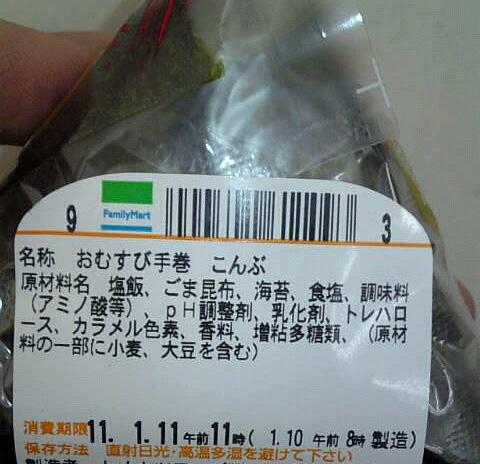 FamilyMart
9 3
名称 おむすび手巻 こんぶ
原材料名 塩飯、ごま昆布、海苔、食塩、調味料
(アミノ酸等)、pH調整剤、乳化剤、トレハロ
ース、カラメル色素、香料、増粘多糖類、(原材
料の一部に小麦、大豆を含む)
消費期限11. 1.11午前11時( 1.10 午前 8時 製造)
保存方法 直射日光・高温多湿を避けて下さい